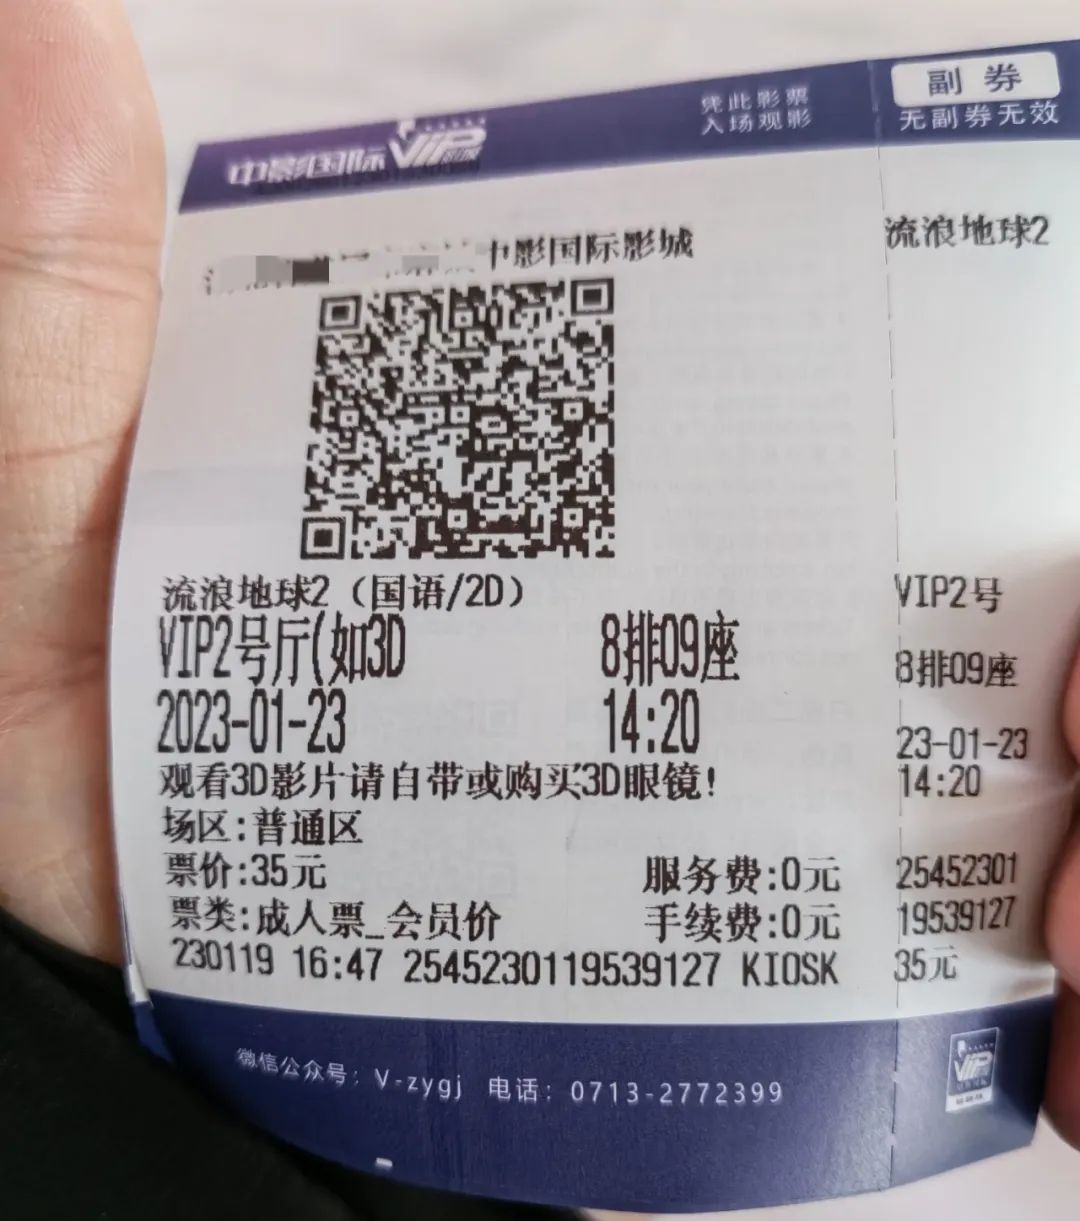 中影国际 VIP影城
凭此影票
入场观影
副 券
无副券无效
中影国际影城
流浪地球2
流浪地球2（国语/2D）
VIP2号厅(如3D 8排09座
2023-01-23 14:20
观看3D影片请自带或购买3D眼镜!
场区:普通区
票价:35元 服务费:0元
票类:成人票_会员价 手续费:0元
230119 16:47 2545230119539127 KIOSK
VIP2号
8排09座
23-01-23
14:20
25452301
19539127
35元
微信公众号: V-zygj 电话: 0713-2772399
VIP